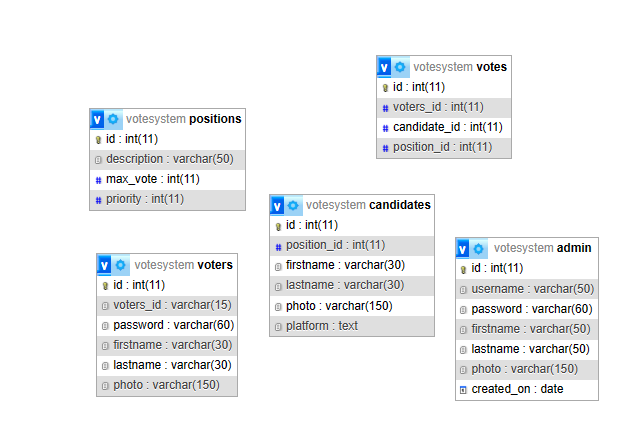 votesystem votes
id : int(11)
voters_id : int(11)
candidate_id : int(11)
position_id : int(11)
votesystem positions
id : int(11)
description : varchar(50)
max_vote : int(11)
priority : int(11)
votesystem candidates
id : int(11)
position_id : int(11)
firstname : varchar(30)
lastname : varchar(30)
photo : varchar(150)
platform : text
votesystem voters
id : int(11)
voters_id : varchar(15)
password : varchar(60)
firstname : varchar(30)
lastname : varchar(30)
photo : varchar(150)
votesystem admin
id : int(11)
username : varchar(50)
password : varchar(60)
firstname : varchar(50)
lastname : varchar(50)
photo : varchar(150)
created_on : date